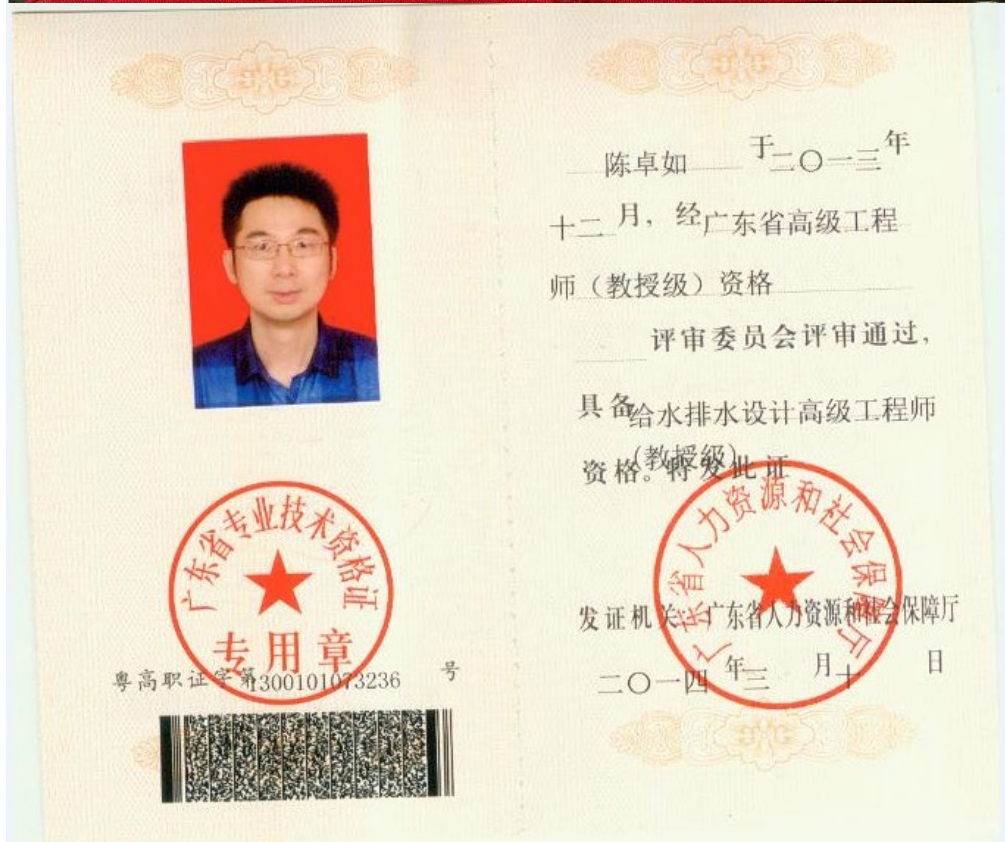 广东省专业技术资格证
专用章
粤高职证字第1300101073236号
陈卓如 于二〇一三年
十二月，经广东省高级工程
师（教授级）资格
评审委员会评审通过，
具备给水排水设计高级工程师
（教授级）
资格。特发此证
广东省人力资源和社会保障厅
发证机关 广东省人力资源和社会保障厅
二〇一四年三月十日